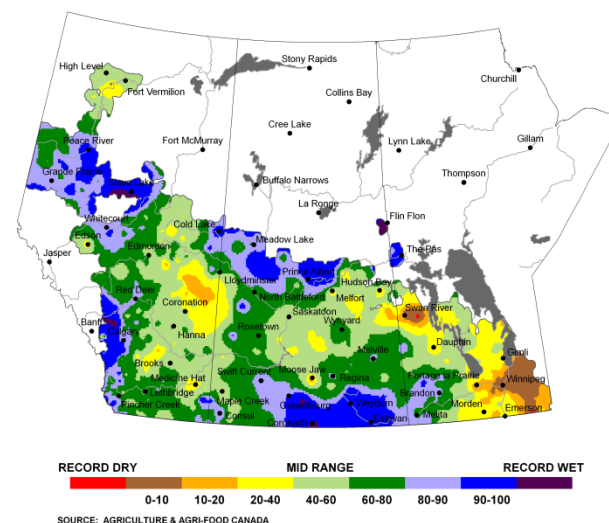 Stony Rapids
High Level
Churchill
Fort Vermilion
Collins Bay
Cree Lake
Peace River
Fort McMurray
Lynn Lake
Gillam
Grande Prairie
Slave Lake
Buffalo Narrows
Thompson
La Ronge
Whitecourt
Cold Lake
Flin Flon
Edson
Meadow Lake
The Pas
Jasper
Edmonton
Lloydminster
Prince Albert
Hudson Bay
Red Deer
North Battleford
Melfort
Coronation
Saskatoon
Swan River
Banff
Hanna
Rosetown
Wynyard
Calgary
Dauphin
Gimli
Brooks
Melville
Swift Current
Moose Jaw
Regina
Portage la Prairie
Winnipeg
Medicine Hat
Lethbridge
Maple Creek
Brandon
Pincher Creek
Weyburn
Morden
Emerson
Consul
Coronach
Estevan
Melita
RECORD DRY MID RANGE RECORD WET
0-10 10-20 20-40 40-60 60-80 80-90 90-100
SOURCE: AGRICULTURE & AGRI-FOOD CANADA